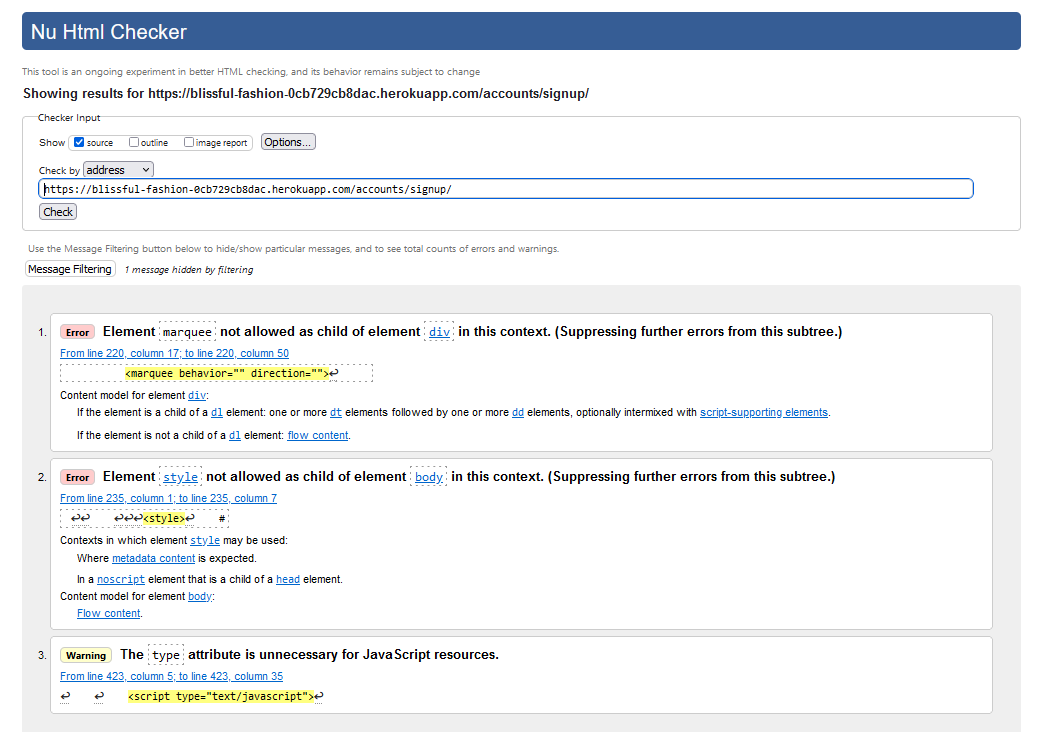 Nu Html Checker
This tool is an ongoing experiment in better HTML checking, and its behavior remains subject to change
Showing results for https://blissful-fashion-0cb729cb8dac.herokuapp.com/accounts/signup/
Checker Input
Show source outline image report Options...
Check by address
https://blissful-fashion-0cb729cb8dac.herokuapp.com/accounts/signup/
Check
Use the Message Filtering button below to hide/show particular messages, and to see total counts of errors and warnings.
Message Filtering 1 message hidden by filtering
1. Error Element marquee not allowed as child of element div in this context. (Suppressing further errors from this subtree.)
From line 220, column 17; to line 220, column 50
<marquee behavior="" direction="">↩
Content model for element div:
If the element is a child of a dl element: one or more dt elements followed by one or more dd elements, optionally intermixed with script-supporting elements.
If the element is not a child of a dl element: flow content.
2. Error Element style not allowed as child of element body in this context. (Suppressing further errors from this subtree.)
From line 235, column 1; to line 235, column 7
↩↩ ↩↩↩<style>↩ #
Contexts in which element style may be used:
Where metadata content is expected.
In a noscript element that is a child of a head element.
Content model for element body:
Flow content.
3. Warning The type attribute is unnecessary for JavaScript resources.
From line 423, column 5; to line 423, column 35
↩ ↩ <script type="text/javascript">↩